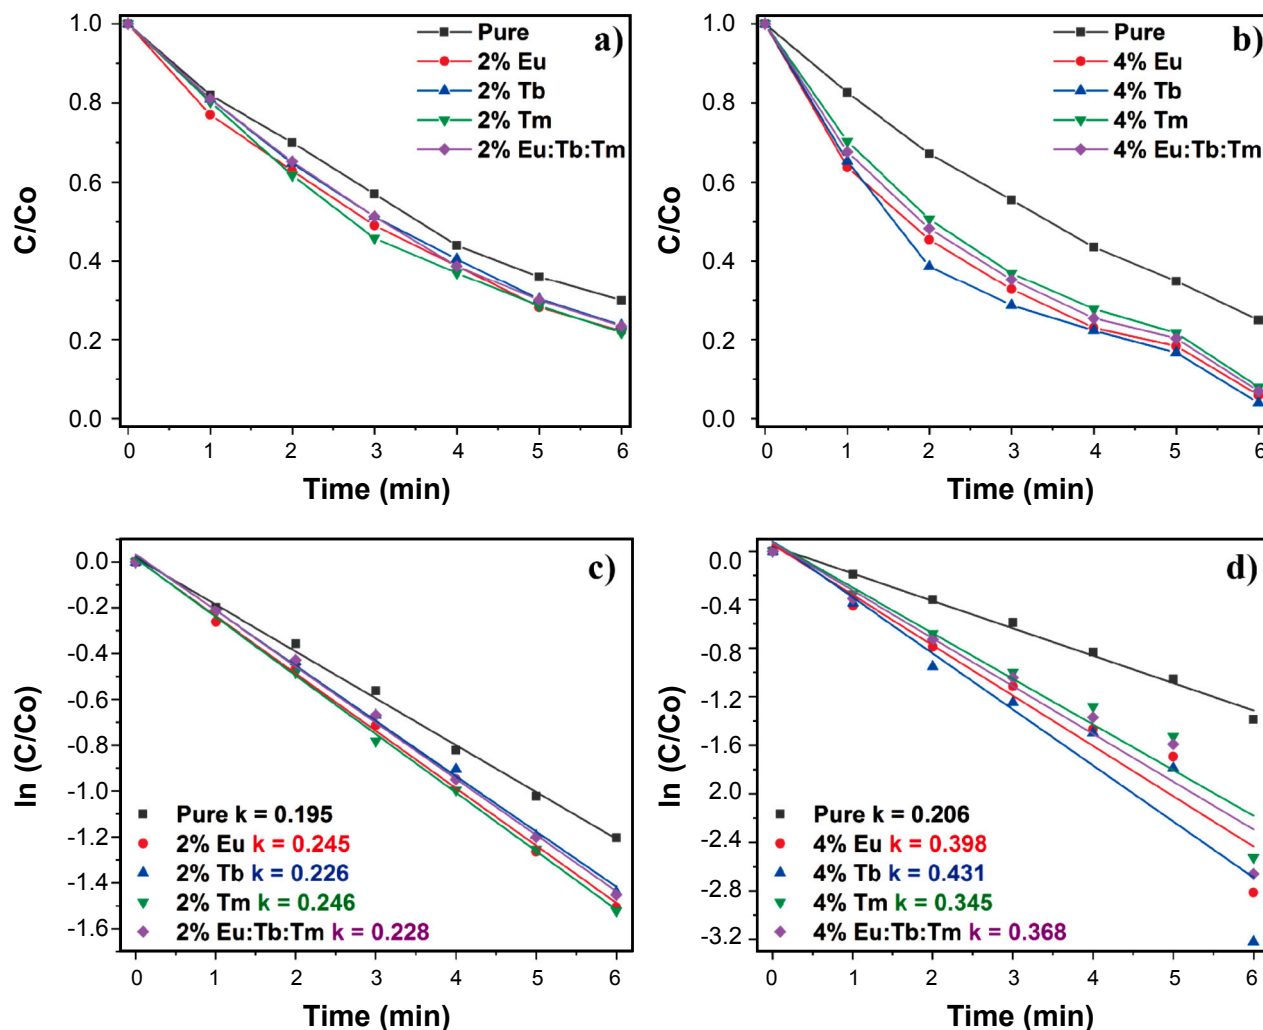 a)
Pure
2% Eu
2% Tb
2% Tm
2% Eu:Tb:Tm
1.0
0.8
0.6
0.4
0.2
0.0
C/Co
0 1 2 3 4 5 6
Time (min)
b)
Pure
4% Eu
4% Tb
4% Tm
4% Eu:Tb:Tm
1.0
0.8
0.6
0.4
0.2
0.0
C/Co
0 1 2 3 4 5 6
Time (min)
c)
0.0
-0.2
-0.4
-0.6
-0.8
-1.0
-1.2
-1.4
-1.6
ln (C/Co)
Pure k = 0.195
2% Eu k = 0.245
2% Tb k = 0.226
2% Tm k = 0.246
2% Eu:Tb:Tm k = 0.228
0 1 2 3 4 5 6
Time (min)
d)
0.0
-0.4
-0.8
-1.2
-1.6
2.0
-2.4
-2.8
-3.2
ln (C/Co)
Pure k = 0.206
4% Eu k = 0.398
4% Tb k = 0.431
4% Tm k = 0.345
4% Eu:Tb:Tm k = 0.368
0 1 2 3 4 5 6
Time (min)